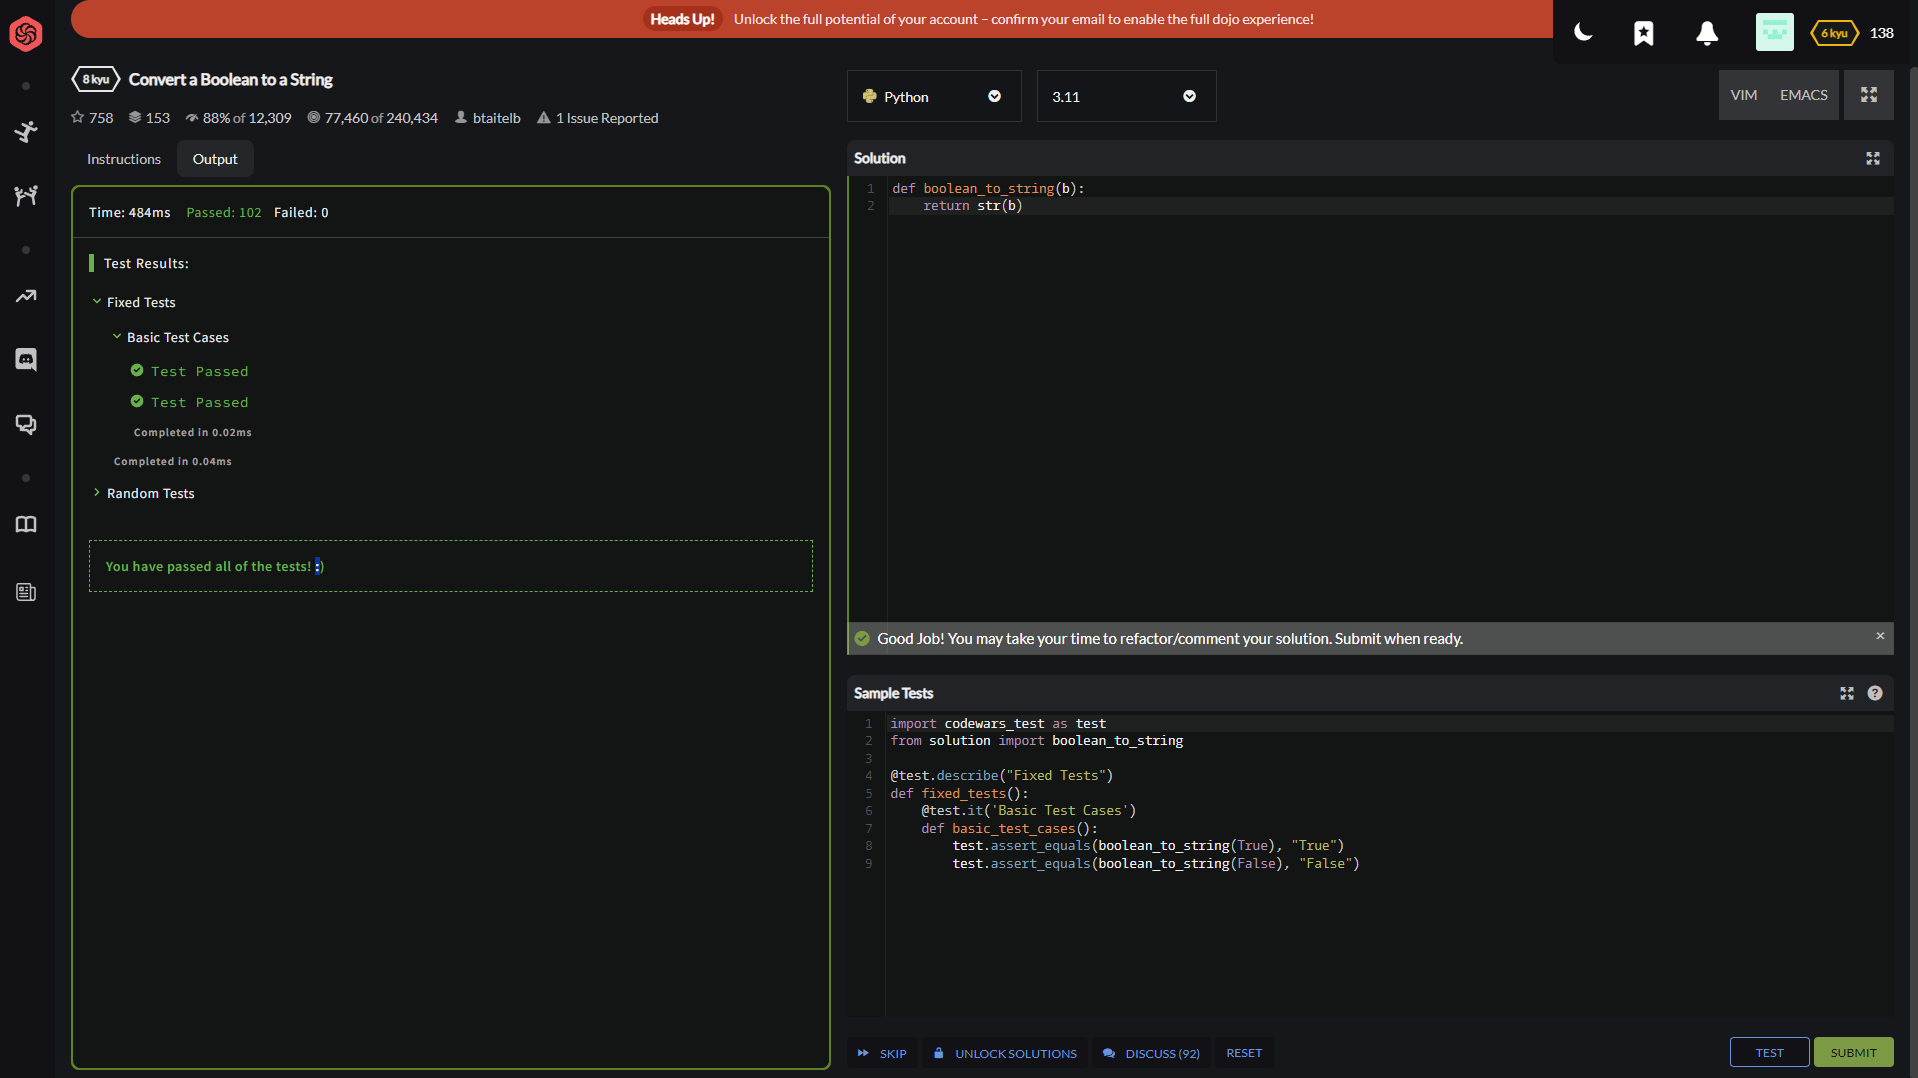 Heads Up! Unlock the full potential of your account – confirm your email to enable the full dojo experience!
6 kyu 138
8 kyu Convert a Boolean to a String
758 153 88% of 12,309 77,460 of 240,434 btaitelb 1 Issue Reported
Instructions Output
Time: 484ms Passed: 102 Failed: 0
Test Results:
Fixed Tests
Basic Test Cases
Test Passed
Test Passed
Completed in 0.02ms
Completed in 0.04ms
Random Tests
You have passed all of the tests! :)
Python 3.11 VIM EMACS
Solution
1 def boolean_to_string(b):
2     return str(b)
Good Job! You may take your time to refactor/comment your solution. Submit when ready. ×
Sample Tests ?
1 import codewars_test as test
2 from solution import boolean_to_string
3
4 @test.describe("Fixed Tests")
5 def fixed_tests():
6     @test.it('Basic Test Cases')
7     def basic_test_cases():
8         test.assert_equals(boolean_to_string(True), "True")
9         test.assert_equals(boolean_to_string(False), "False")
SKIP UNLOCK SOLUTIONS DISCUSS (92) RESET TEST SUBMIT